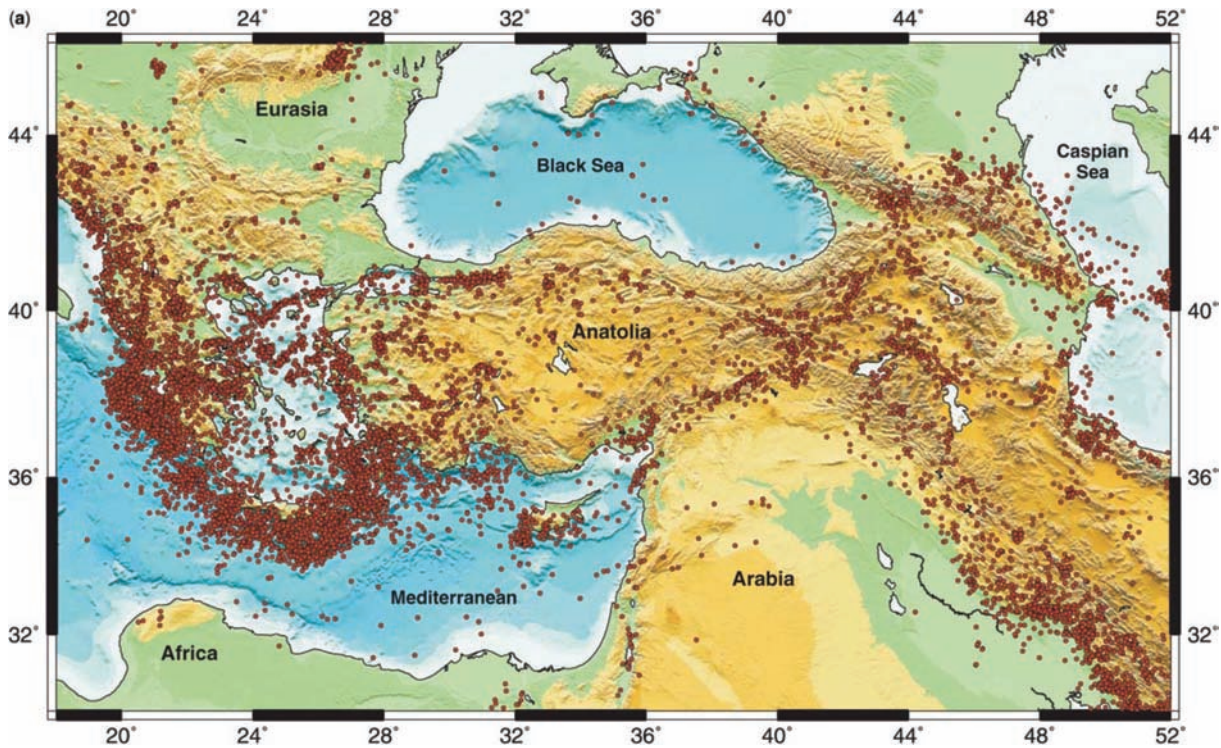 (a)
20° 24° 28° 32° 36° 40° 44° 48° 52°
Eurasia
44° 44°
Black Sea
Caspian
Sea
40° 40°
Anatolia
36° 36°
Arabia
Mediterranean
32° 32°
Africa
20° 24° 28° 32° 36° 40° 44° 48° 52°